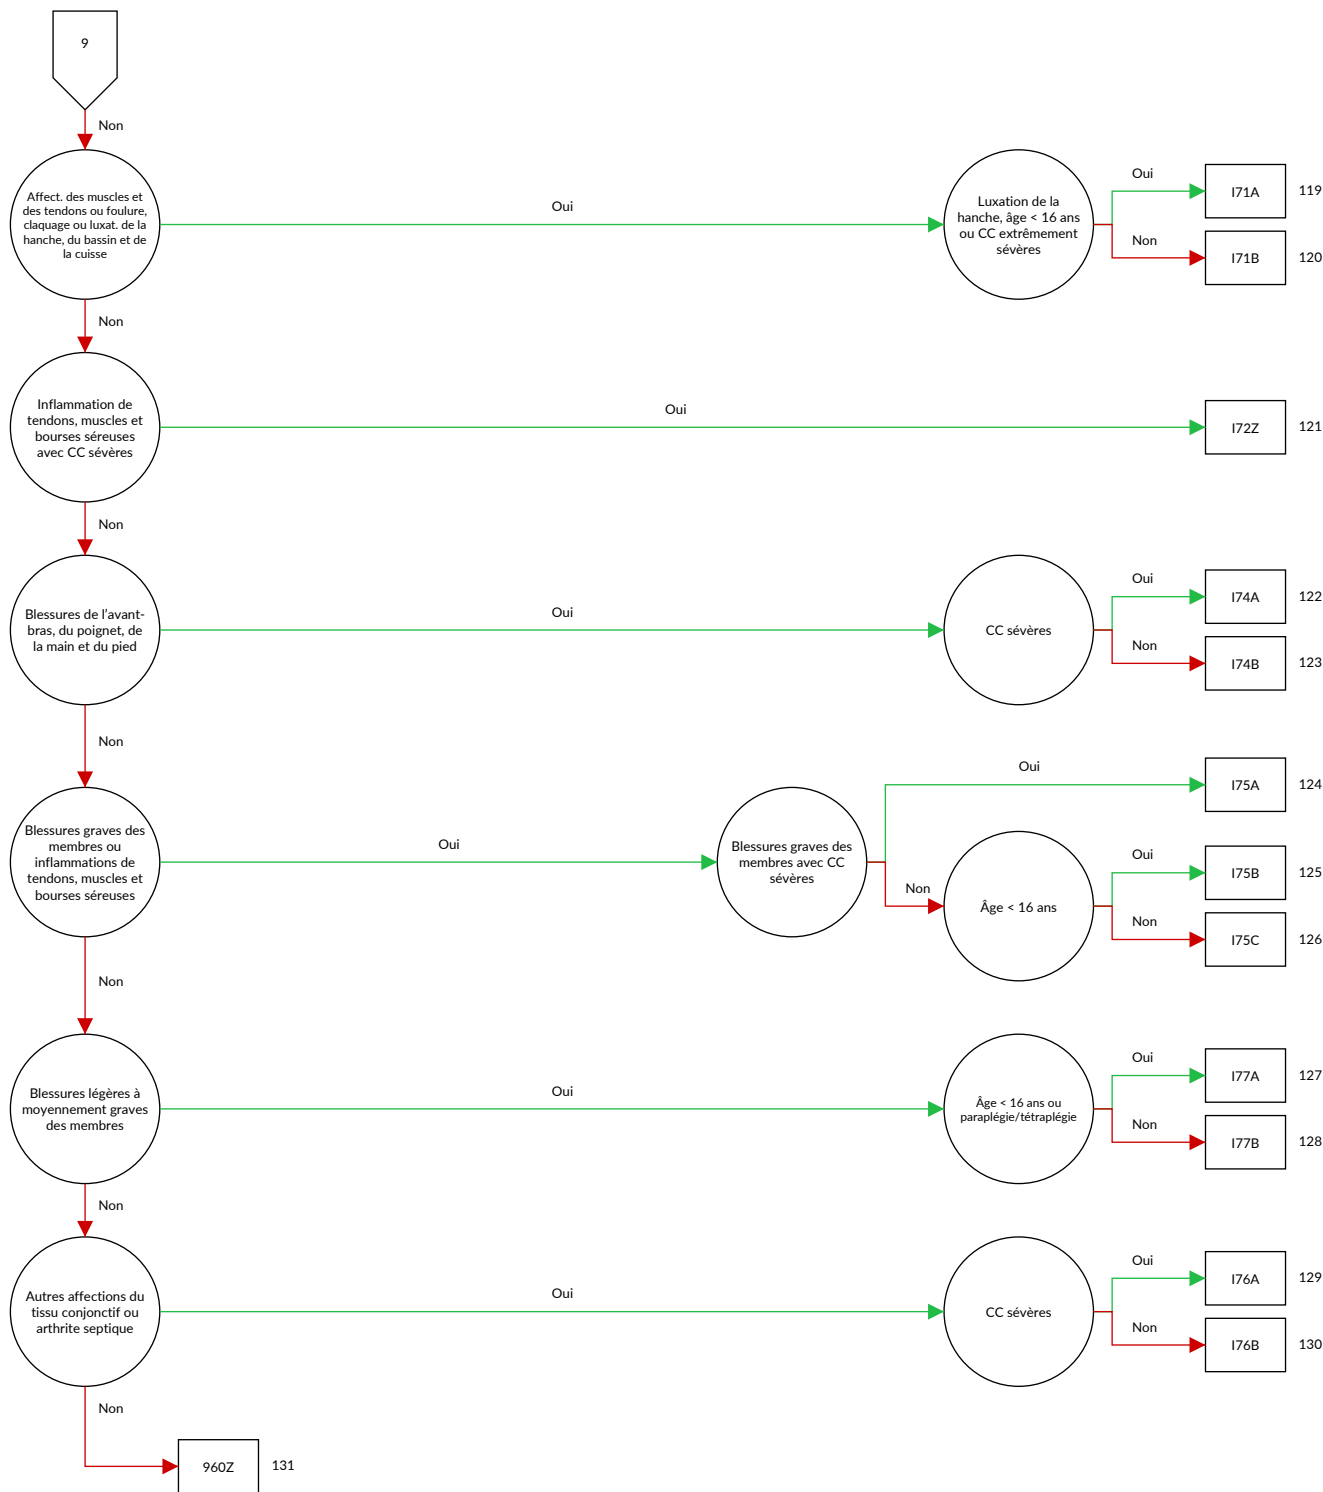 9
Non
Affect. des muscles et
des tendons ou foulure,
claquage ou luxat. de la
hanche, du bassin et de
la cuisse
Oui
Luxation de la
hanche, âge < 16 ans
ou CC extrêmement
sévères
Oui
I71A
119
Non
I71B
120
Non
Inflammation de
tendons, muscles et
bourses séreuses
avec CC sévères
Oui
I72Z
121
Non
Blessures de l'avant-
bras, du poignet, de
la main et du pied
Oui
CC sévères
Oui
I74A
122
Non
I74B
123
Non
Blessures graves des
membres ou
inflammations de
tendons, muscles et
bourses séreuses
Oui
Blessures graves des
membres avec CC
sévères
Oui
I75A
124
Non
Âge < 16 ans
Oui
I75B
125
Non
I75C
126
Non
Blessures légères à
moyennement graves
des membres
Oui
Âge < 16 ans ou
paraplégie/tétraplégie
Oui
I77A
127
Non
I77B
128
Non
Autres affections du
tissu conjonctif ou
arthrite septique
Oui
CC sévères
Oui
I76A
129
Non
I76B
130
Non
960Z
131